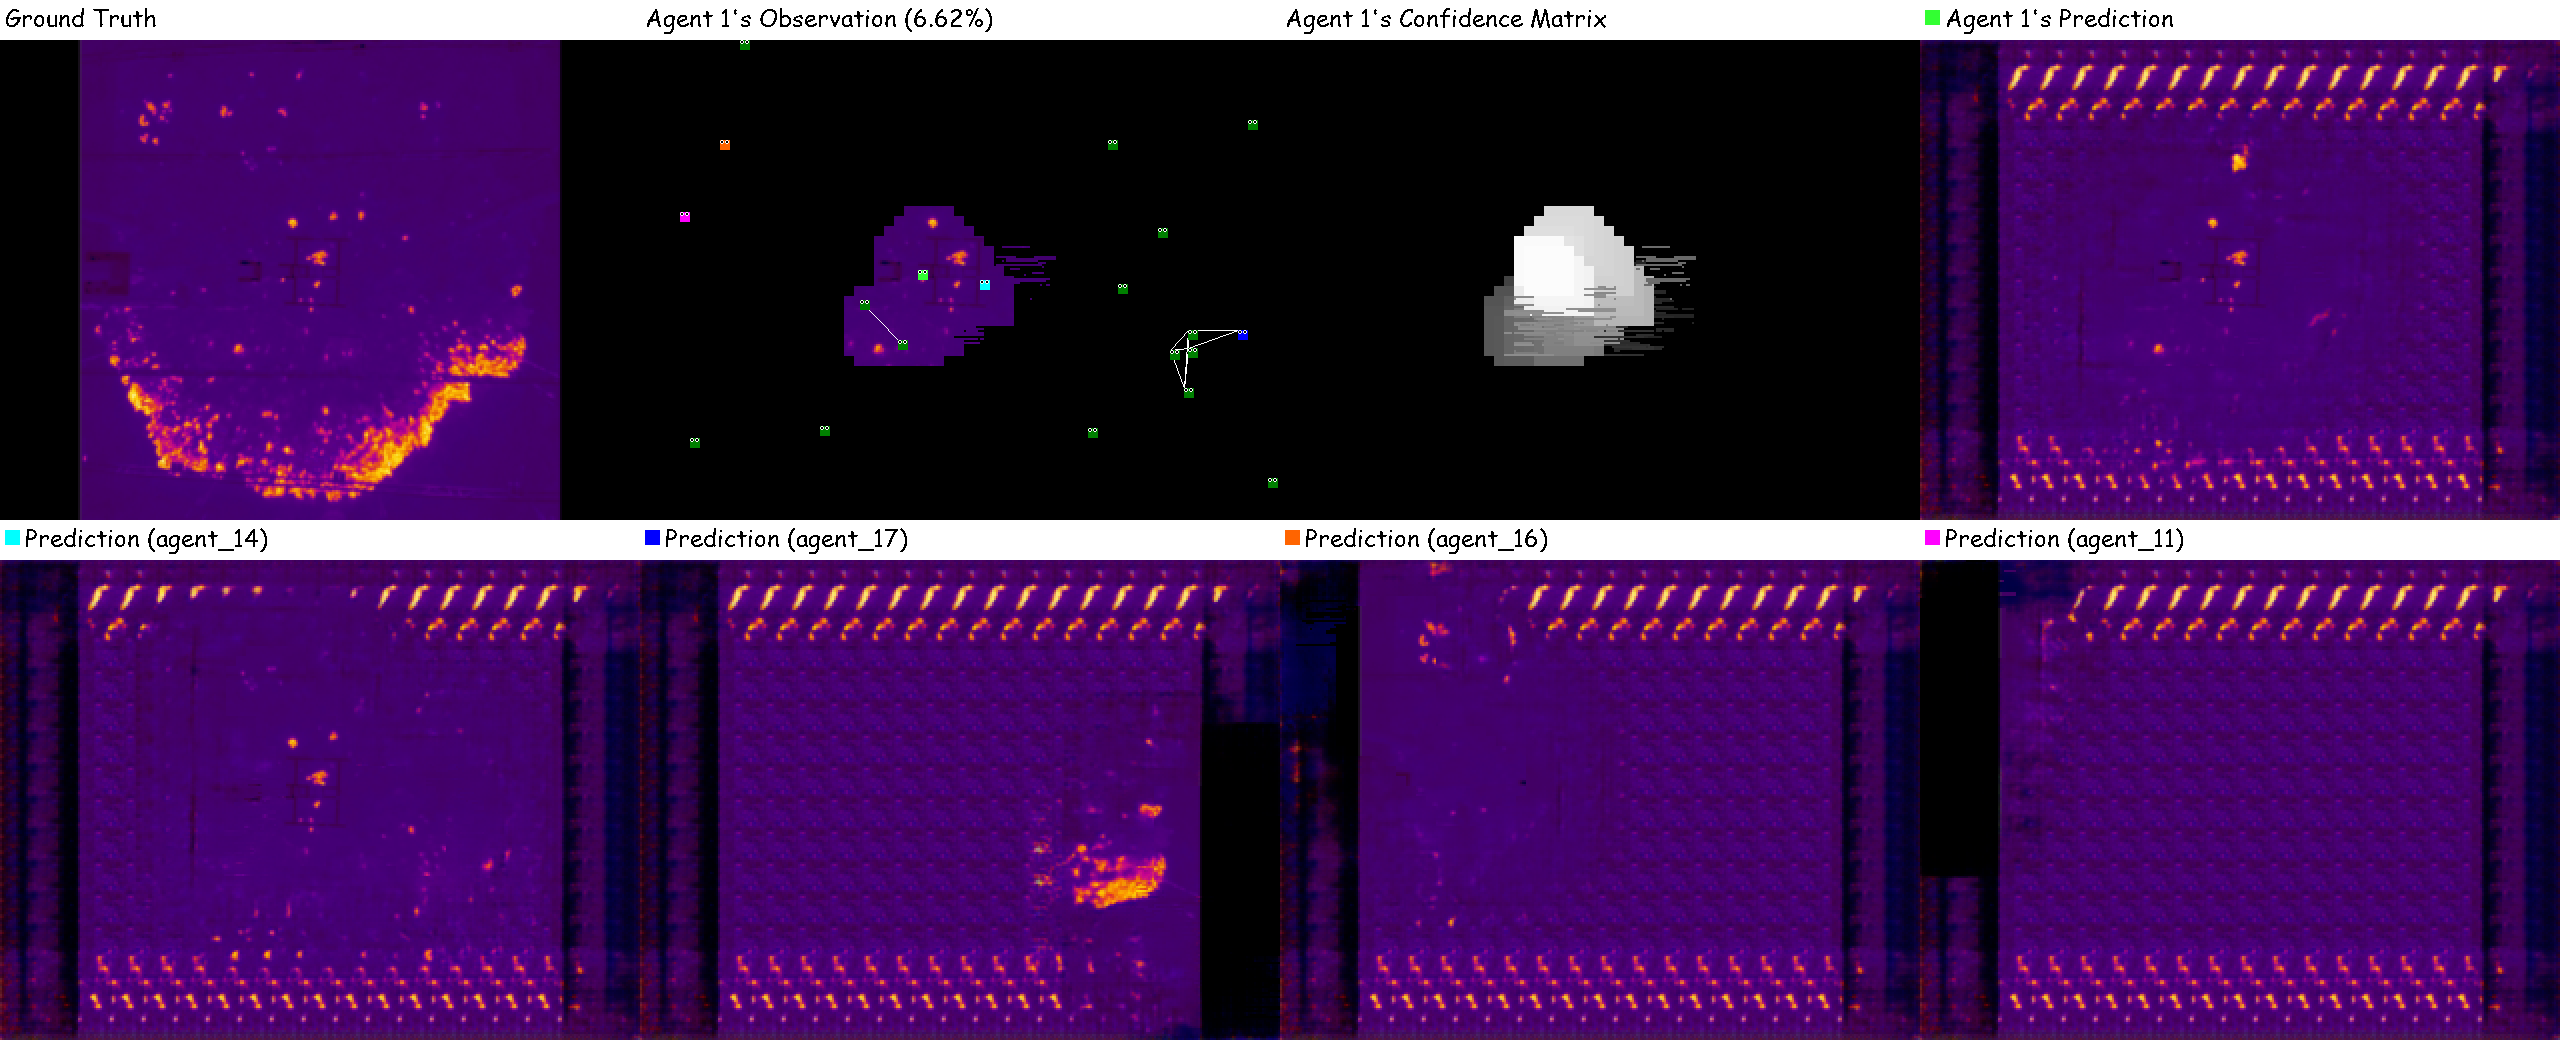 Ground Truth
Agent 1's Observation (6.62%)
Agent 1's Confidence Matrix
Agent 1's Prediction
Prediction (agent_14)
Prediction (agent_17)
Prediction (agent_16)
Prediction (agent_11)